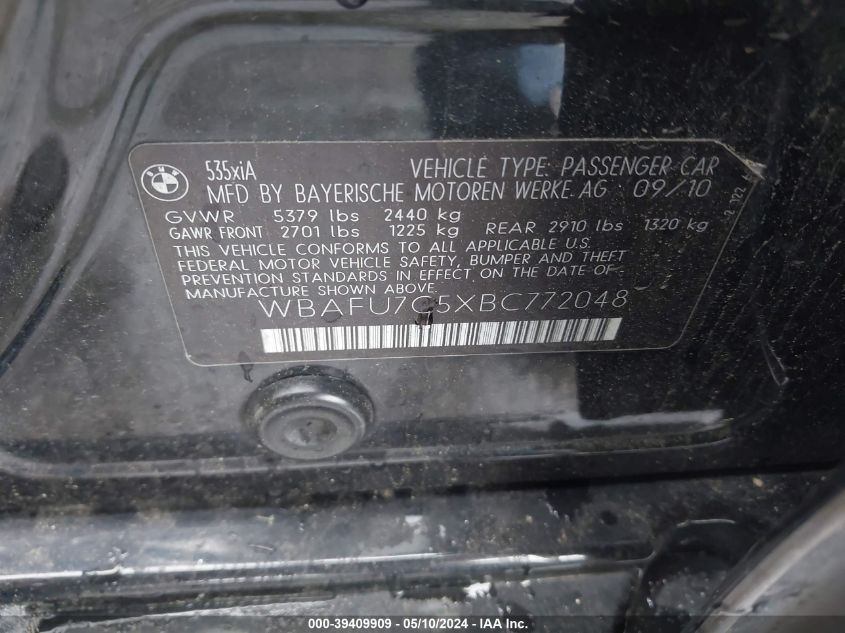 BMW
535xiA VEHICLE TYPE: PASSENGER CAR
MFD BY BAYERISCHE MOTOREN WERKE AG 09/10
GVWR 5379 lbs 2440 kg
GAWR FRONT 2701 lbs 1225 kg REAR 2910 lbs 1320 kg
THIS VEHICLE CONFORMS TO ALL APPLICABLE U.S.
FEDERAL MOTOR VEHICLE SAFETY, BUMPER AND THEFT
PREVENTION STANDARDS IN EFFECT ON THE DATE OF
MANUFACTURE SHOWN ABOVE.
WBAFU7C5XBC772048
000-39409909 - 05/10/2024 - IAA Inc.